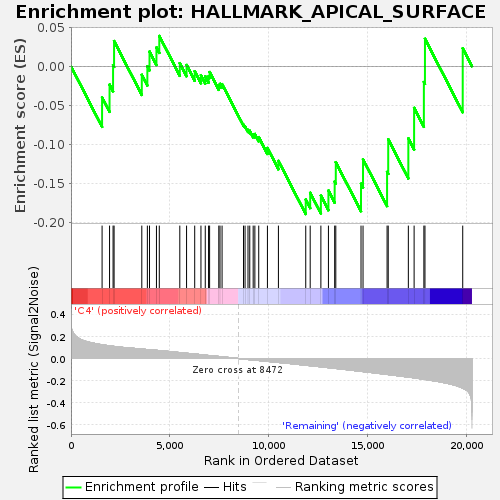 Enrichment plot: HALLMARK_APICAL_SURFACE
Enrichment score (ES)
0.05
0.00
-0.05
-0.10
-0.15
-0.20
'C4' (positively correlated)
Ranked list metric (Signal2Noise)
0.4
0.2
0.0
-0.2
-0.4
-0.6
Zero cross at 8472
'Remaining' (negatively correlated)
0
5,000
10,000
15,000
20,000
Rank in Ordered Dataset
Enrichment profile
Hits
Ranking metric scores